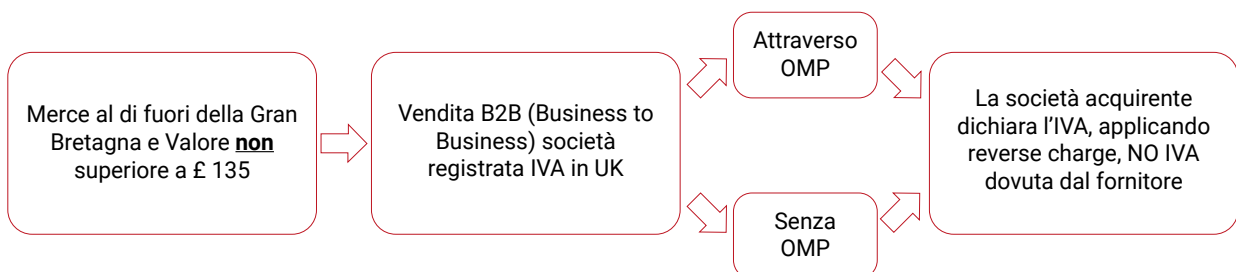 Merce al di fuori della Gran
Bretagna e Valore non
superiore a £ 135
Vendita B2B (Business to
Business) società
registrata IVA in UK
Attraverso
OMP
Senza
OMP
La società acquirente
dichiara l'IVA, applicando
reverse charge, NO IVA
dovuta dal fornitore